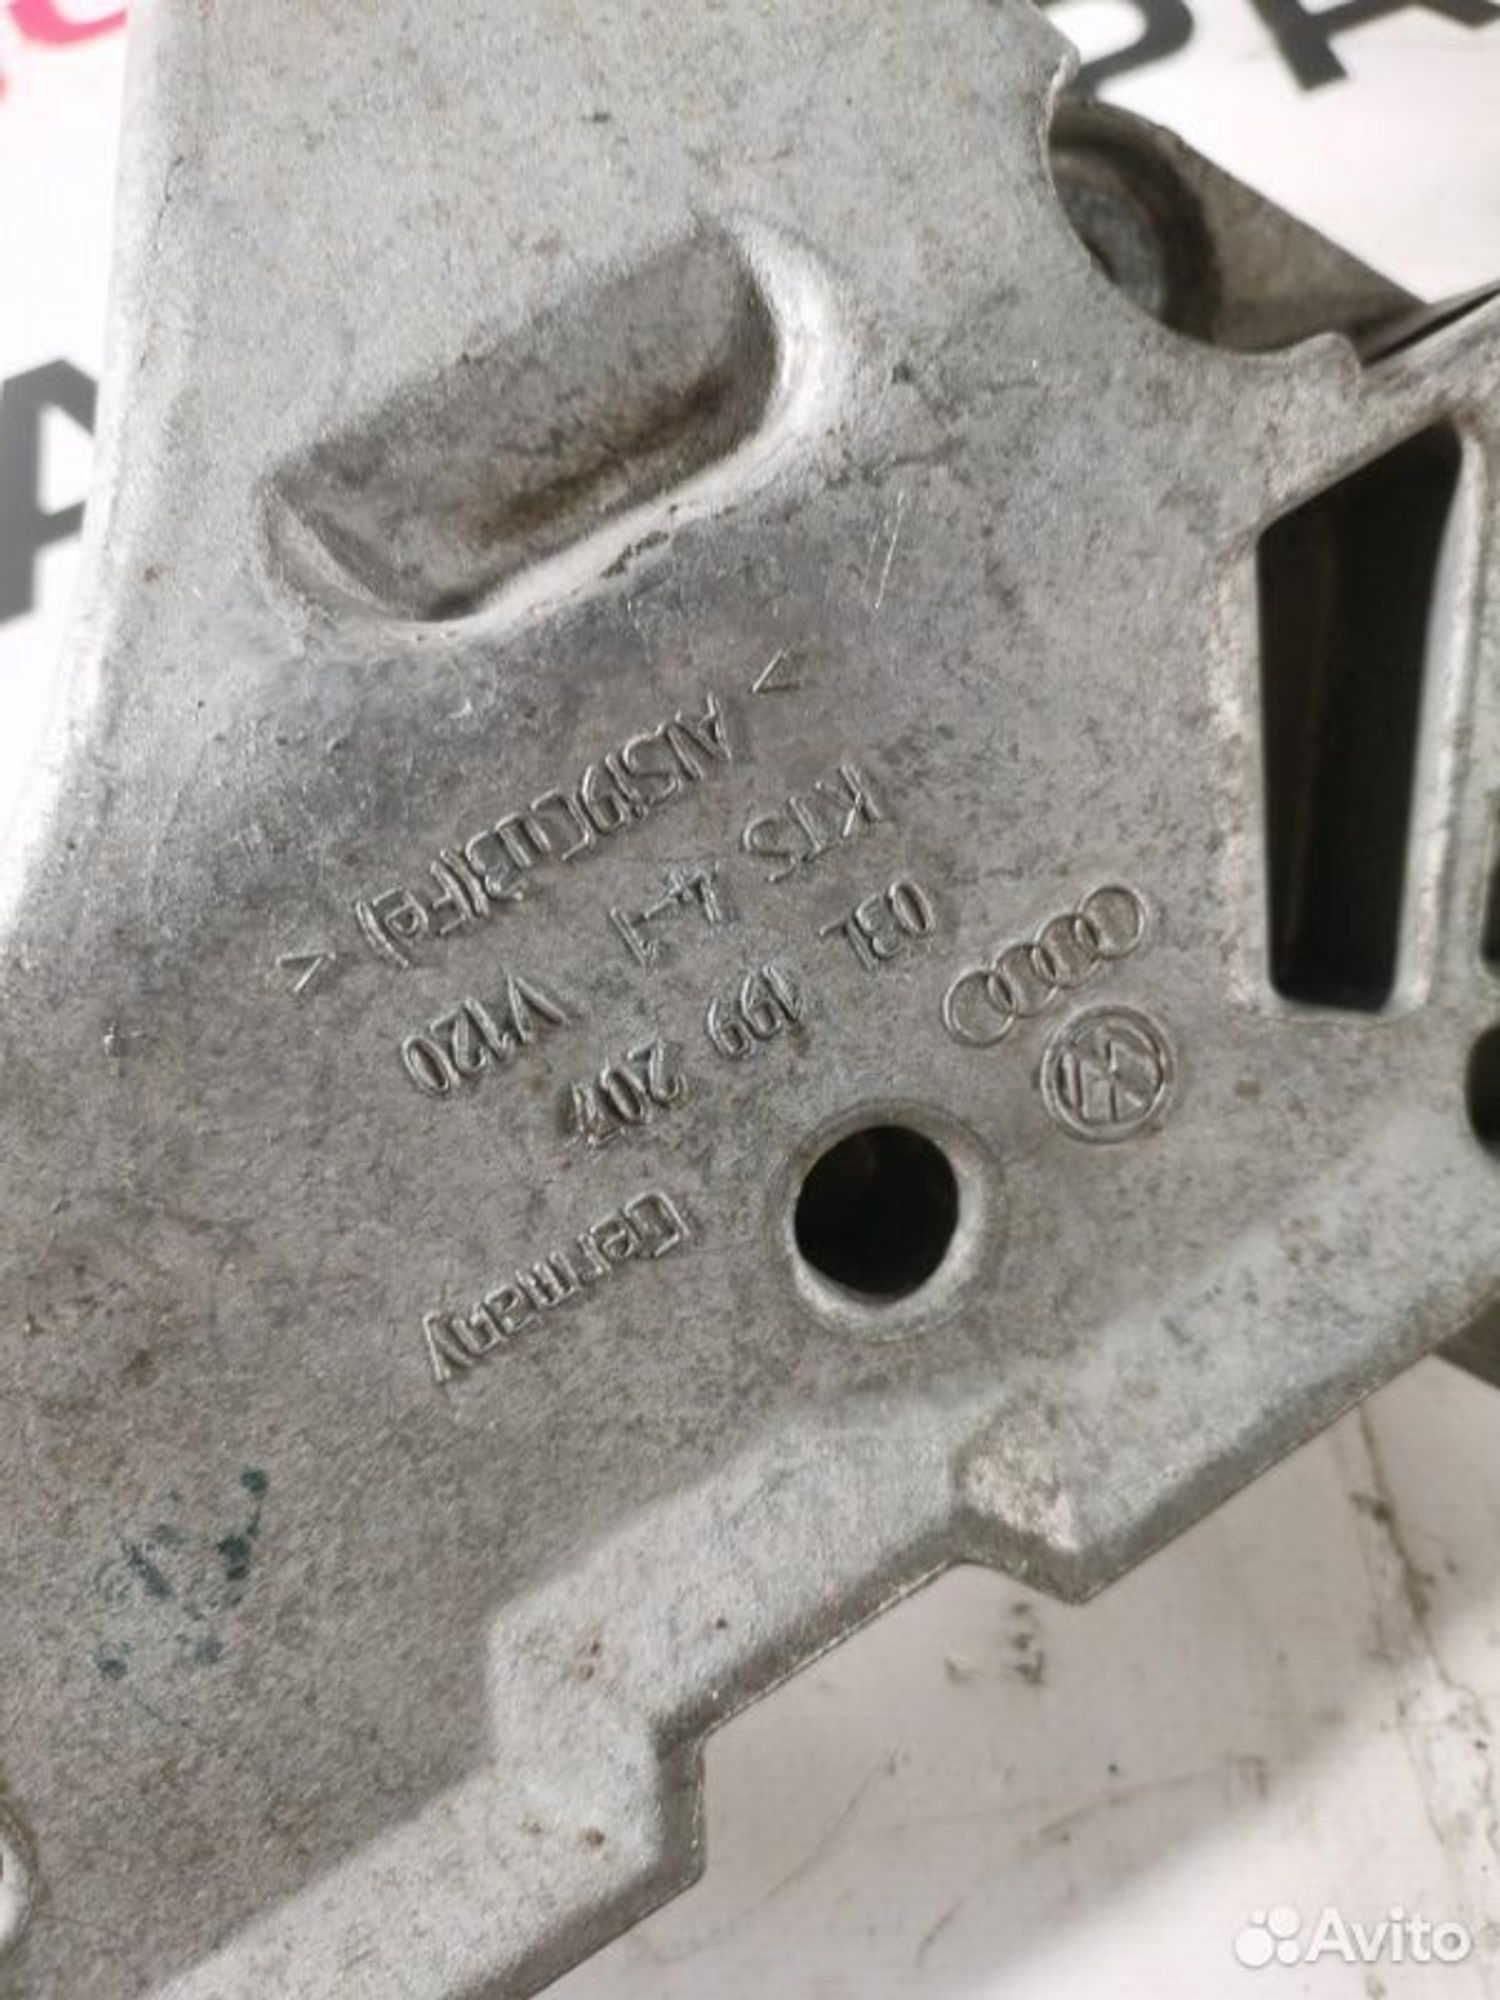 Germany
03L 199 207
KTS 4-1 V120
>AlSi9Cu3(Fe)<
Avito